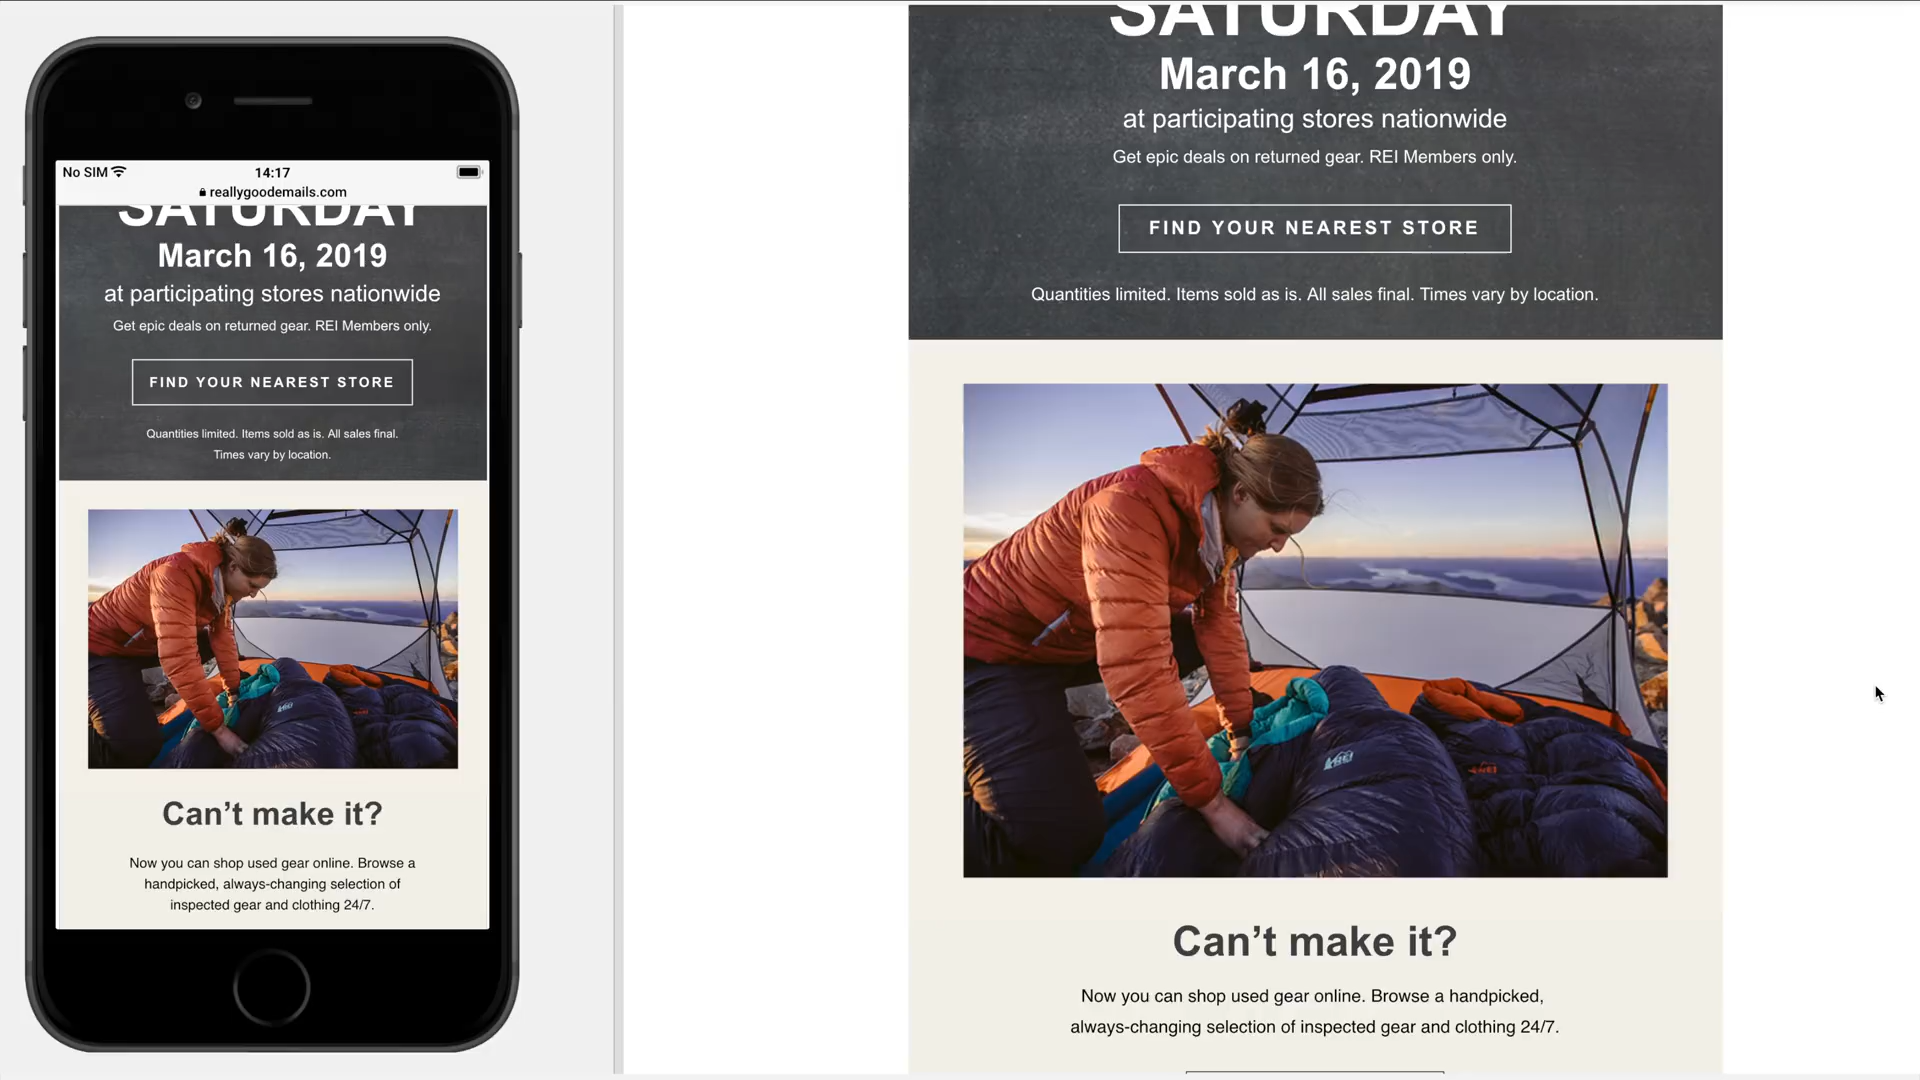 No SIM
14:17
reallygoodemails.com
SATURDAY
March 16, 2019
at participating stores nationwide
Get epic deals on returned gear. REI Members only.
FIND YOUR NEAREST STORE
Quantities limited. Items sold as is. All sales final.
Times vary by location.
REI
Can’t make it?
Now you can shop used gear online. Browse a
handpicked, always-changing selection of
inspected gear and clothing 24/7.
SATURDAY
March 16, 2019
at participating stores nationwide
Get epic deals on returned gear. REI Members only.
FIND YOUR NEAREST STORE
Quantities limited. Items sold as is. All sales final. Times vary by location.
REI
REI
Can’t make it?
Now you can shop used gear online. Browse a handpicked,
always-changing selection of inspected gear and clothing 24/7.